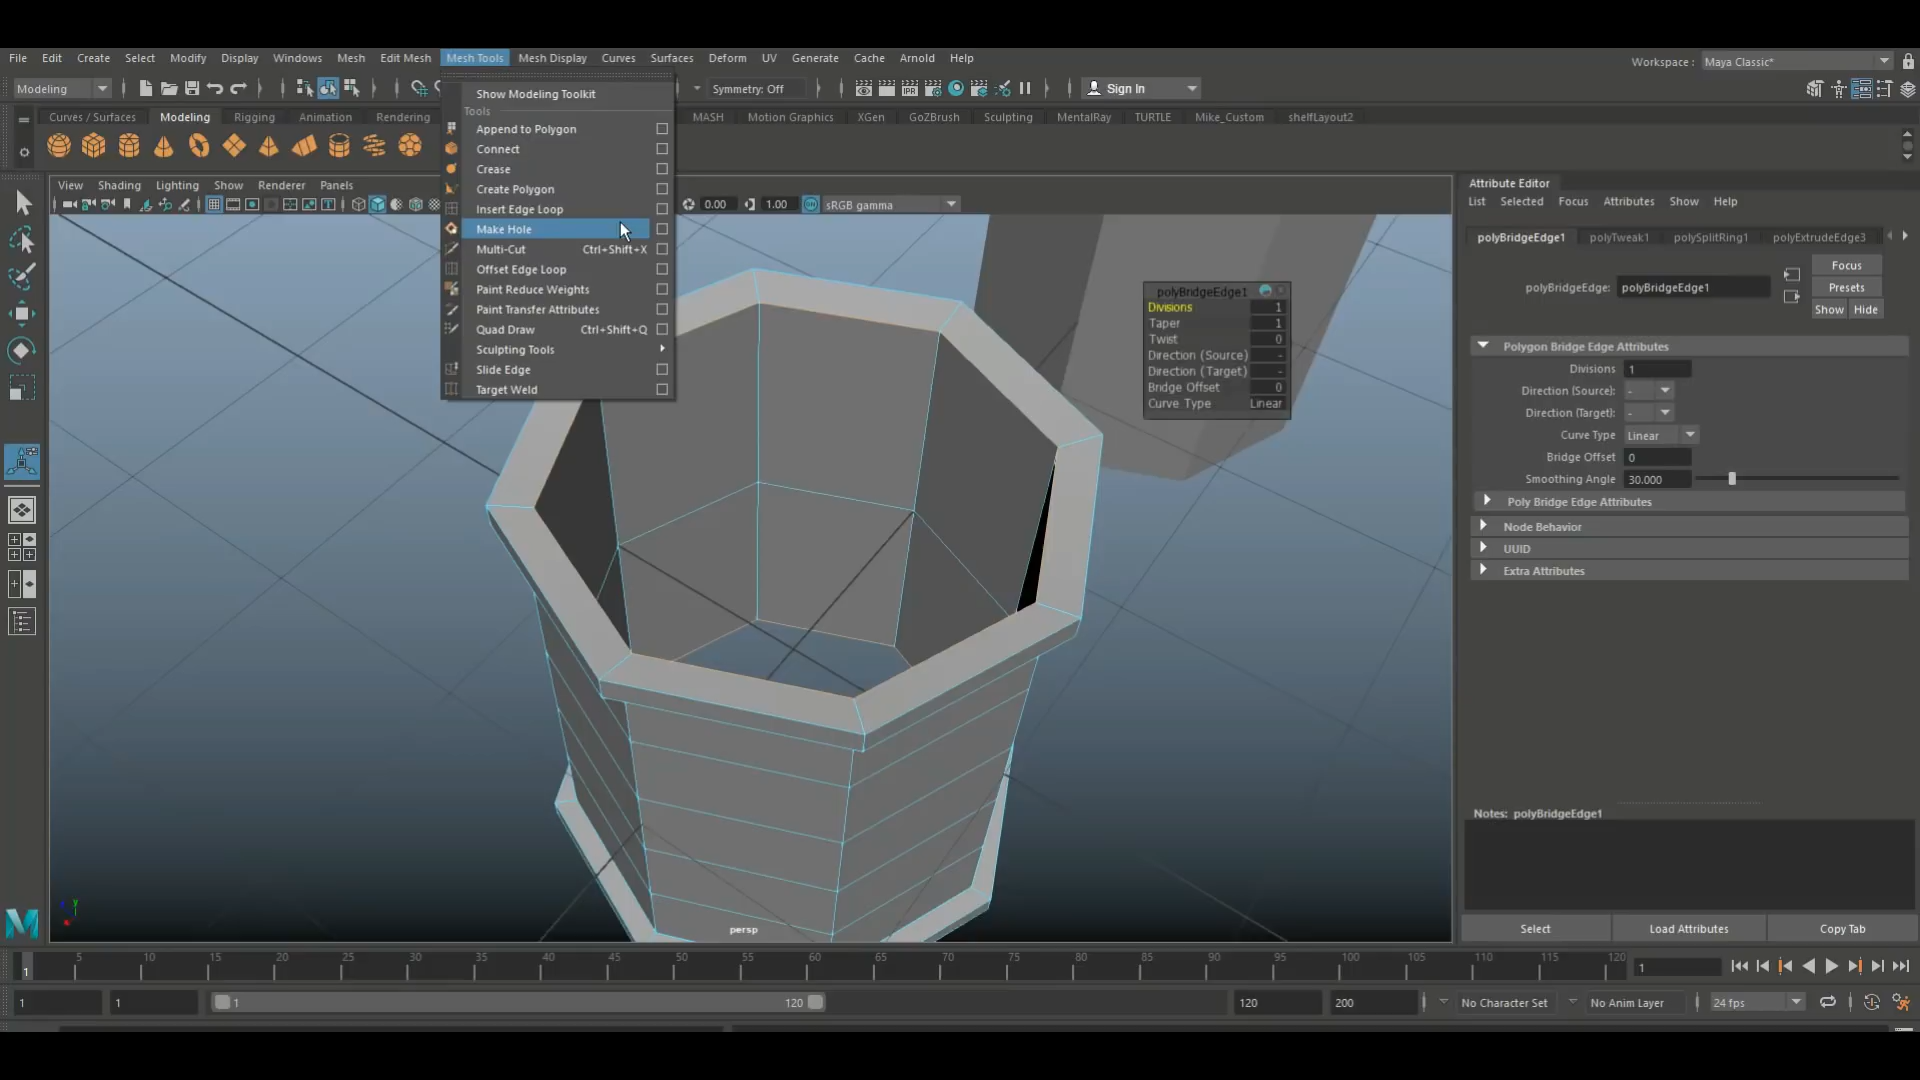 File Edit Create Select Modify Display Windows Mesh Edit Mesh Mesh Tools Mesh Display Curves Surfaces Deform UV Generate Cache Arnold Help
Workspace : Maya Classic*
Modeling
Symmetry: Off
Sign In
Curves / Surfaces Modeling Rigging Animation Rendering MASH Motion Graphics XGen GoZBrush Sculpting MentalRay TURTLE Mike_Custom shelfLayout2
Show Modeling Toolkit
Tools
Append to Polygon
Connect
Crease
Create Polygon
Insert Edge Loop
Make Hole
Multi-Cut Ctrl+Shift+X
Offset Edge Loop
Paint Reduce Weights
Paint Transfer Attributes
Quad Draw Ctrl+Shift+Q
Sculpting Tools
Slide Edge
Target Weld
View Shading Lighting Show Renderer Panels
0.00 1.00 sRGB gamma
polyBridgeEdge1
Divisions 1
Taper 1
Twist 0
Direction (Source) -
Direction (Target) -
Bridge Offset 0
Curve Type Linear
persp
Attribute Editor
List Selected Focus Attributes Show Help
polyBridgeEdge1 polyTweak1 polySplitRing1 polyExtrudeEdge3
Focus
polyBridgeEdge: polyBridgeEdge1
Presets
Show Hide
Polygon Bridge Edge Attributes
Divisions 1
Direction (Source): -
Direction (Target): -
Curve Type Linear
Bridge Offset 0
Smoothing Angle 30.000
Poly Bridge Edge Attributes
Node Behavior
UUID
Extra Attributes
Notes: polyBridgeEdge1
Select Load Attributes Copy Tab
1 5 10 15 20 25 30 35 40 45 50 55 60 65 70 75 80 85 90 95 100 105 110 115 120 1
1 1 1 120 120 200 No Character Set No Anim Layer 24 fps